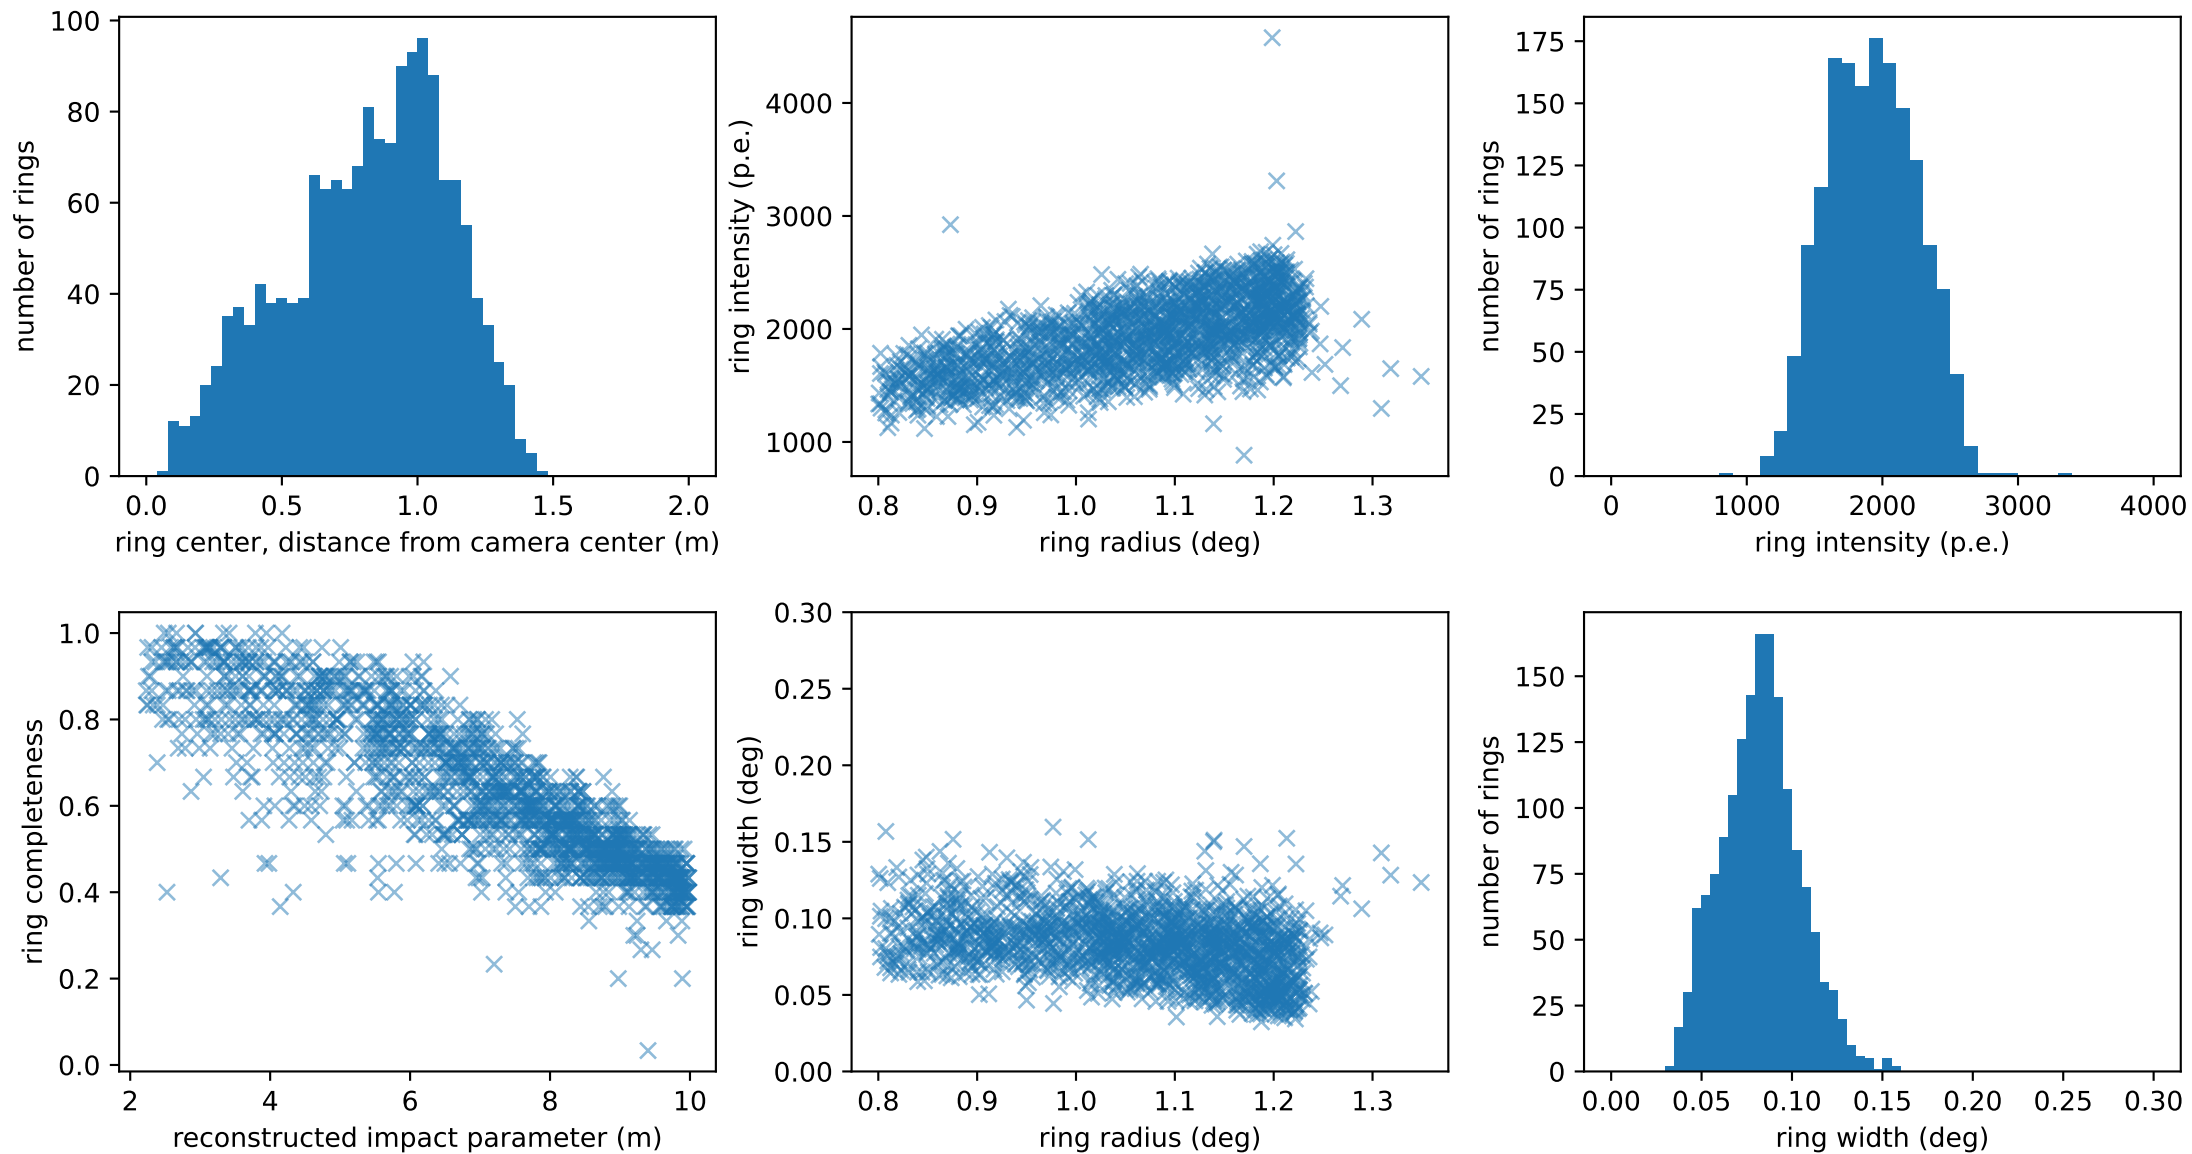 100
80
60
40
20
0
number of rings
0.0 0.5 1.0 1.5 2.0
ring center, distance from camera center (m)
4000
3000
2000
1000
ring intensity (p.e.)
0.8 0.9 1.0 1.1 1.2 1.3
ring radius (deg)
175
150
125
100
75
50
25
0
number of rings
0 1000 2000 3000 4000
ring intensity (p.e.)
1.0
0.8
0.6
0.4
0.2
0.0
ring completeness
2 4 6 8 10
reconstructed impact parameter (m)
0.30
0.25
0.20
0.15
0.10
0.05
0.00
ring width (deg)
0.8 0.9 1.0 1.1 1.2 1.3
ring radius (deg)
150
125
100
75
50
25
0
number of rings
0.00 0.05 0.10 0.15 0.20 0.25 0.30
ring width (deg)